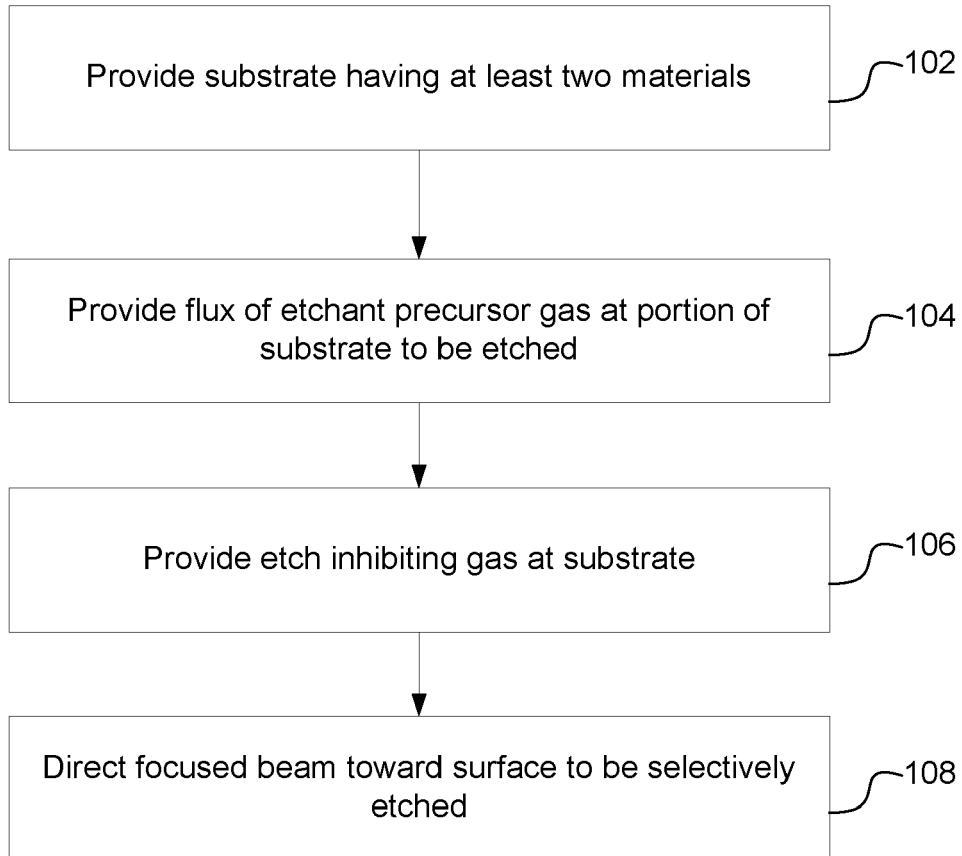 Provide substrate having at least two materials
102
Provide flux of etchant precursor gas at portion of
substrate to be etched
104
Provide etch inhibiting gas at substrate
106
Direct focused beam toward surface to be selectively
etched
108